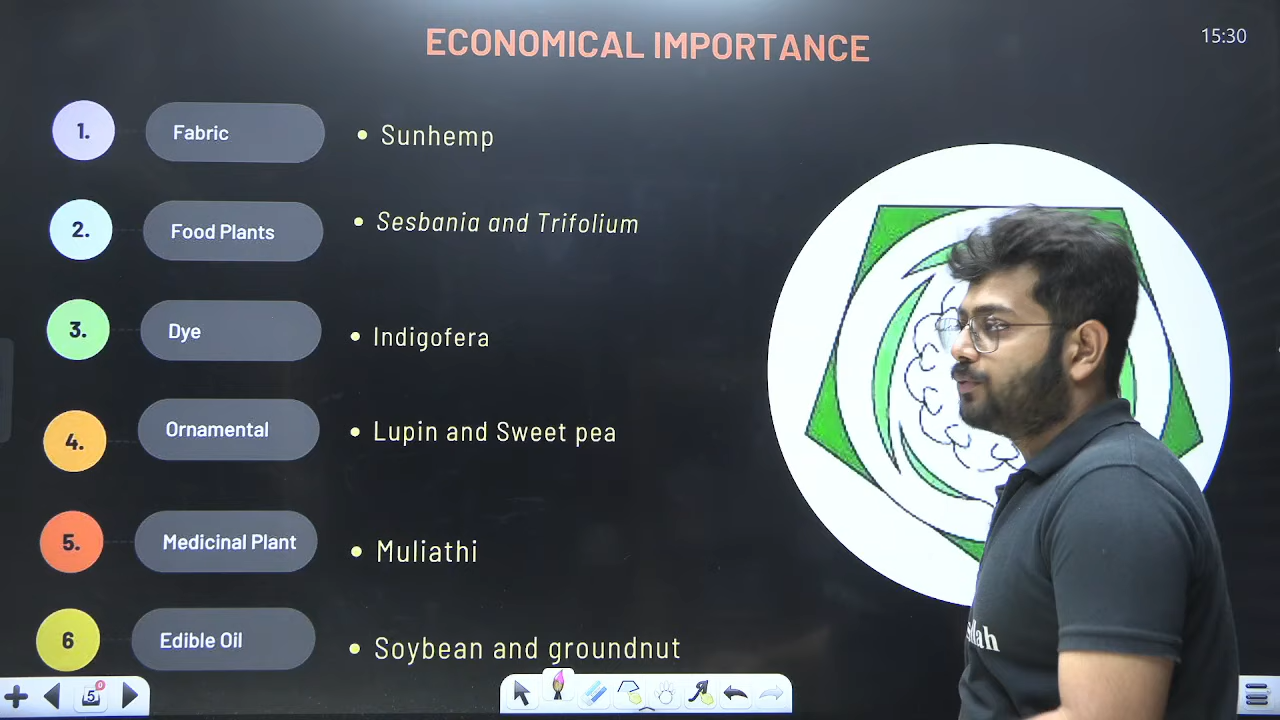 ECONOMICAL IMPORTANCE
15:30
1. Fabric • Sunhemp
2. Food Plants • Sesbania and Trifolium
3. Dye • Indigofera
4. Ornamental • Lupin and Sweet pea
5. Medicinal Plant • Muliathi
6 Edible Oil • Soybean and groundnut
5 0